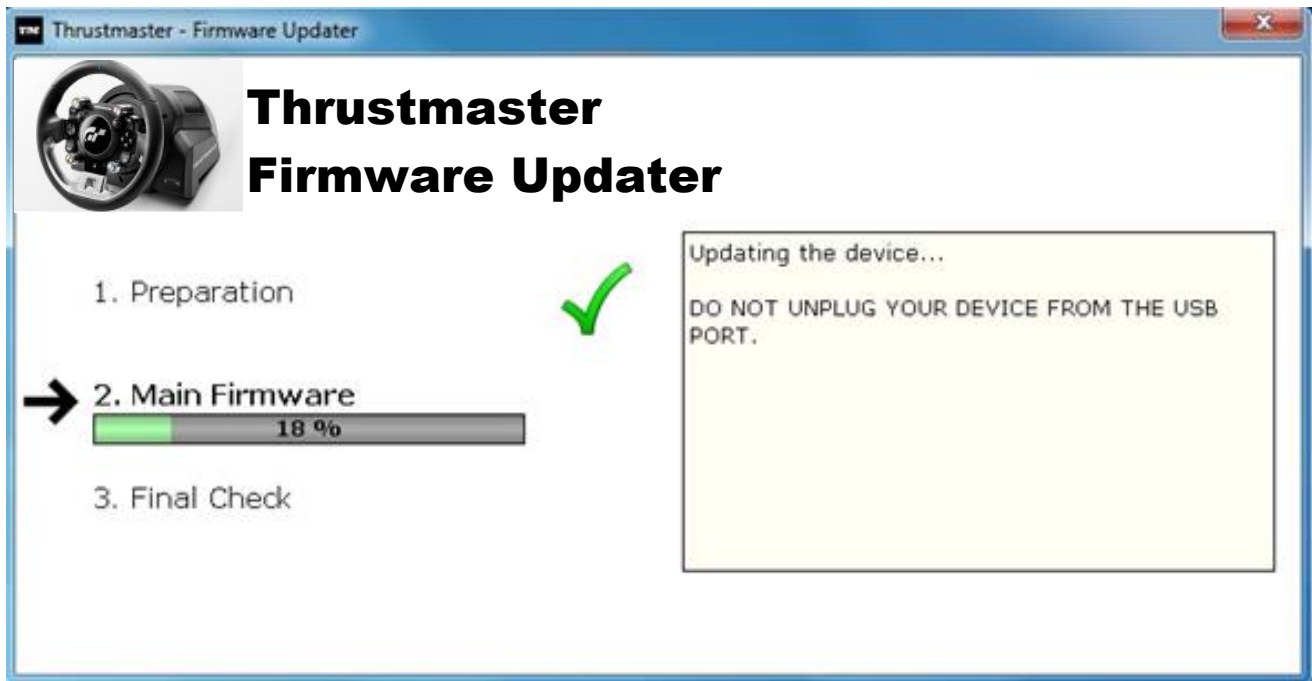 Thrustmaster - Firmware Updater
Thrustmaster
Firmware Updater
1. Preparation
2. Main Firmware
18 %
3. Final Check
Updating the device...
DO NOT UNPLUG YOUR DEVICE FROM THE USB
PORT.